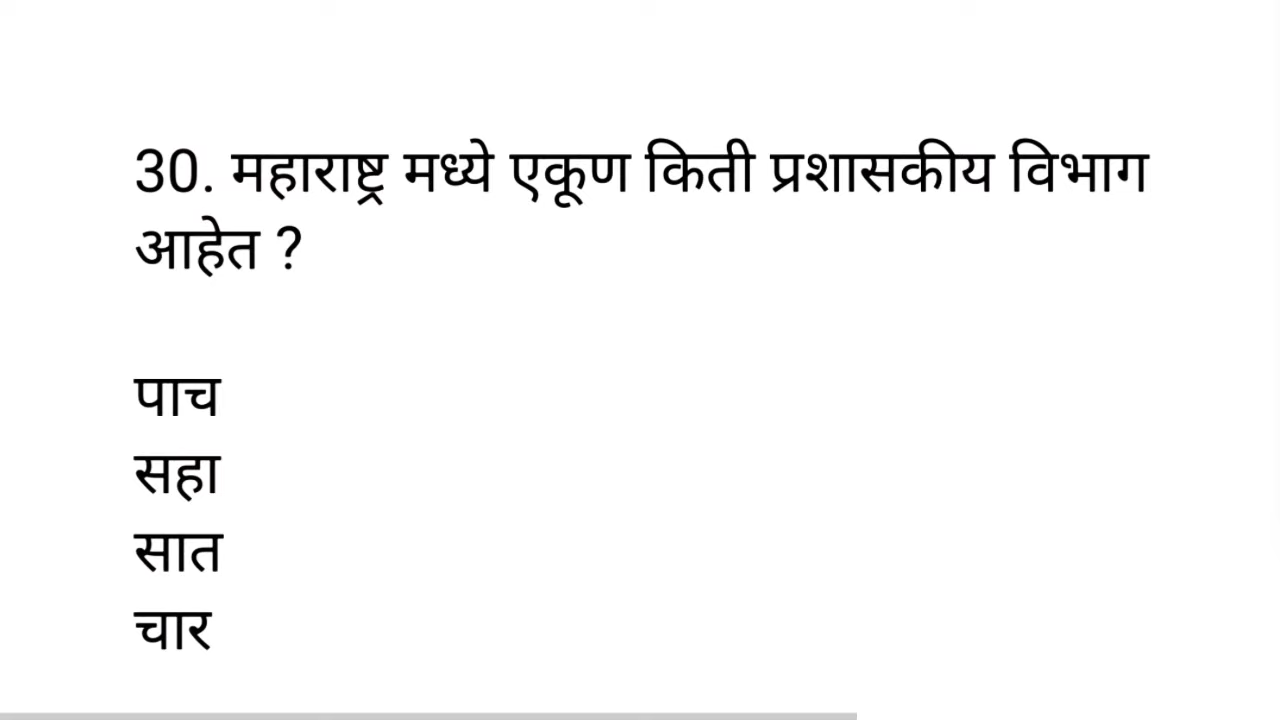 30. महाराष्ट्र मध्ये एकूण किती प्रशासकीय विभाग
आहेत ?
पाच
सहा
सात
चार